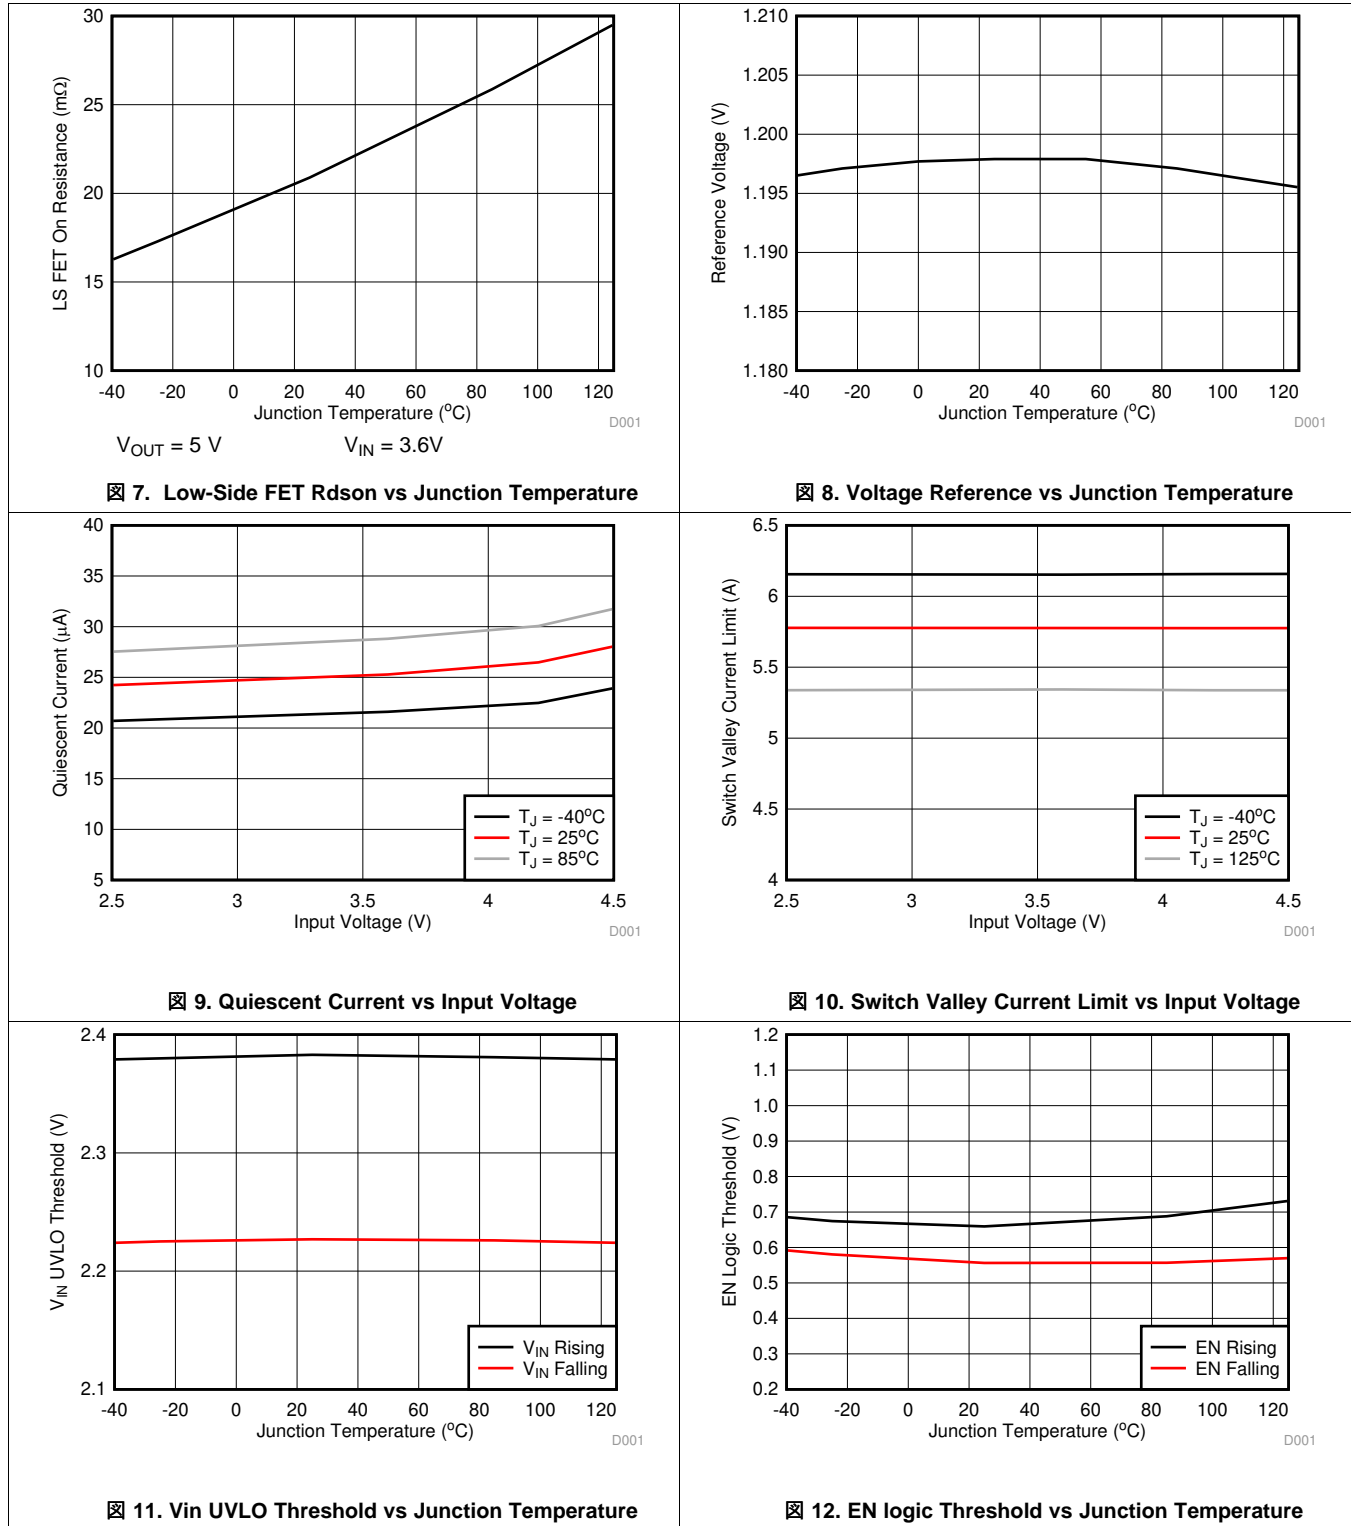 30
25
20
15
10
LS FET On Resistance (mΩ)
-40 -20 0 20 40 60 80 100 120
Junction Temperature (°C)
D001
V_OUT = 5 V V_IN = 3.6V
図 7. Low-Side FET Rdson vs Junction Temperature
1.210
1.205
1.200
1.195
1.190
1.185
1.180
Reference Voltage (V)
-40 -20 0 20 40 60 80 100 120
Junction Temperature (°C)
D001
図 8. Voltage Reference vs Junction Temperature
40
35
30
25
20
15
10
5
Quiescent Current (µA)
T_J = -40°C
T_J = 25°C
T_J = 85°C
2.5 3 3.5 4 4.5
Input Voltage (V)
D001
図 9. Quiescent Current vs Input Voltage
6.5
6
5.5
5
4.5
4
Switch Valley Current Limit (A)
T_J = -40°C
T_J = 25°C
T_J = 125°C
2.5 3 3.5 4 4.5
Input Voltage (V)
D001
図 10. Switch Valley Current Limit vs Input Voltage
2.4
2.3
2.2
2.1
V_IN UVLO Threshold (V)
V_IN Rising
V_IN Falling
-40 -20 0 20 40 60 80 100 120
Junction Temperature (°C)
D001
図 11. Vin UVLO Threshold vs Junction Temperature
1.2
1.1
1.0
0.9
0.8
0.7
0.6
0.5
0.4
0.3
0.2
EN Logic Threshold (V)
EN Rising
EN Falling
-40 -20 0 20 40 60 80 100 120
Junction Temperature (°C)
D001
図 12. EN logic Threshold vs Junction Temperature